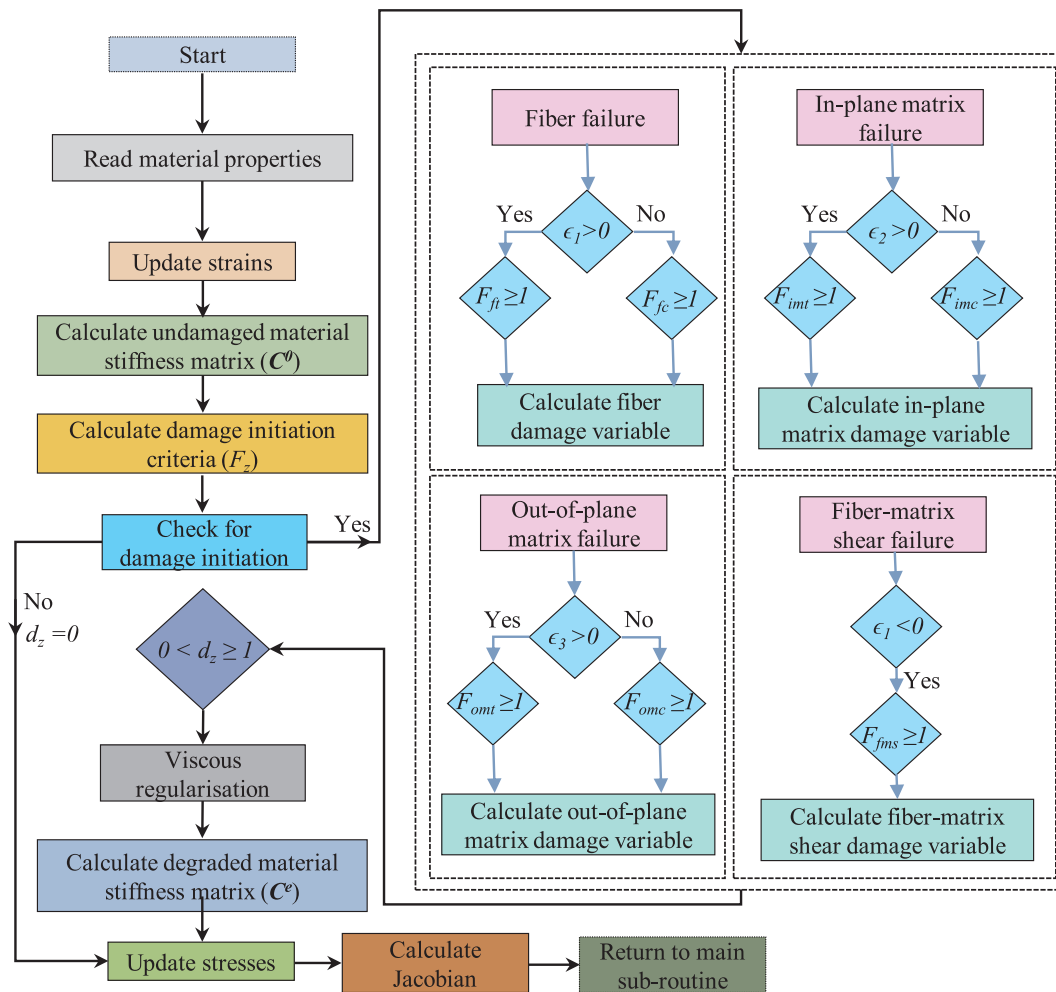 Start
Read material properties
Update strains
Calculate undamaged material
stiffness matrix (C⁰)
Calculate damage initiation
criteria (F_z)
Check for
damage initiation
Yes
No
d_z =0
0 < d_z ≥ 1
Viscous
regularisation
Calculate degraded material
stiffness matrix (Cᵉ)
Update stresses
Calculate
Jacobian
Return to main
sub-routine
Fiber failure
Yes
ϵ_1>0
No
F_ft ≥1
F_fc ≥1
Calculate fiber
damage variable
In-plane matrix
failure
Yes
ϵ_2>0
No
F_imt ≥1
F_imc ≥1
Calculate in-plane
matrix damage variable
Out-of-plane
matrix failure
Yes
ϵ_3>0
No
F_omt ≥1
F_omc ≥1
Calculate out-of-plane
matrix damage variable
Fiber-matrix
shear failure
ϵ_1<0
Yes
F_fms ≥1
Calculate fiber-matrix
shear damage variable